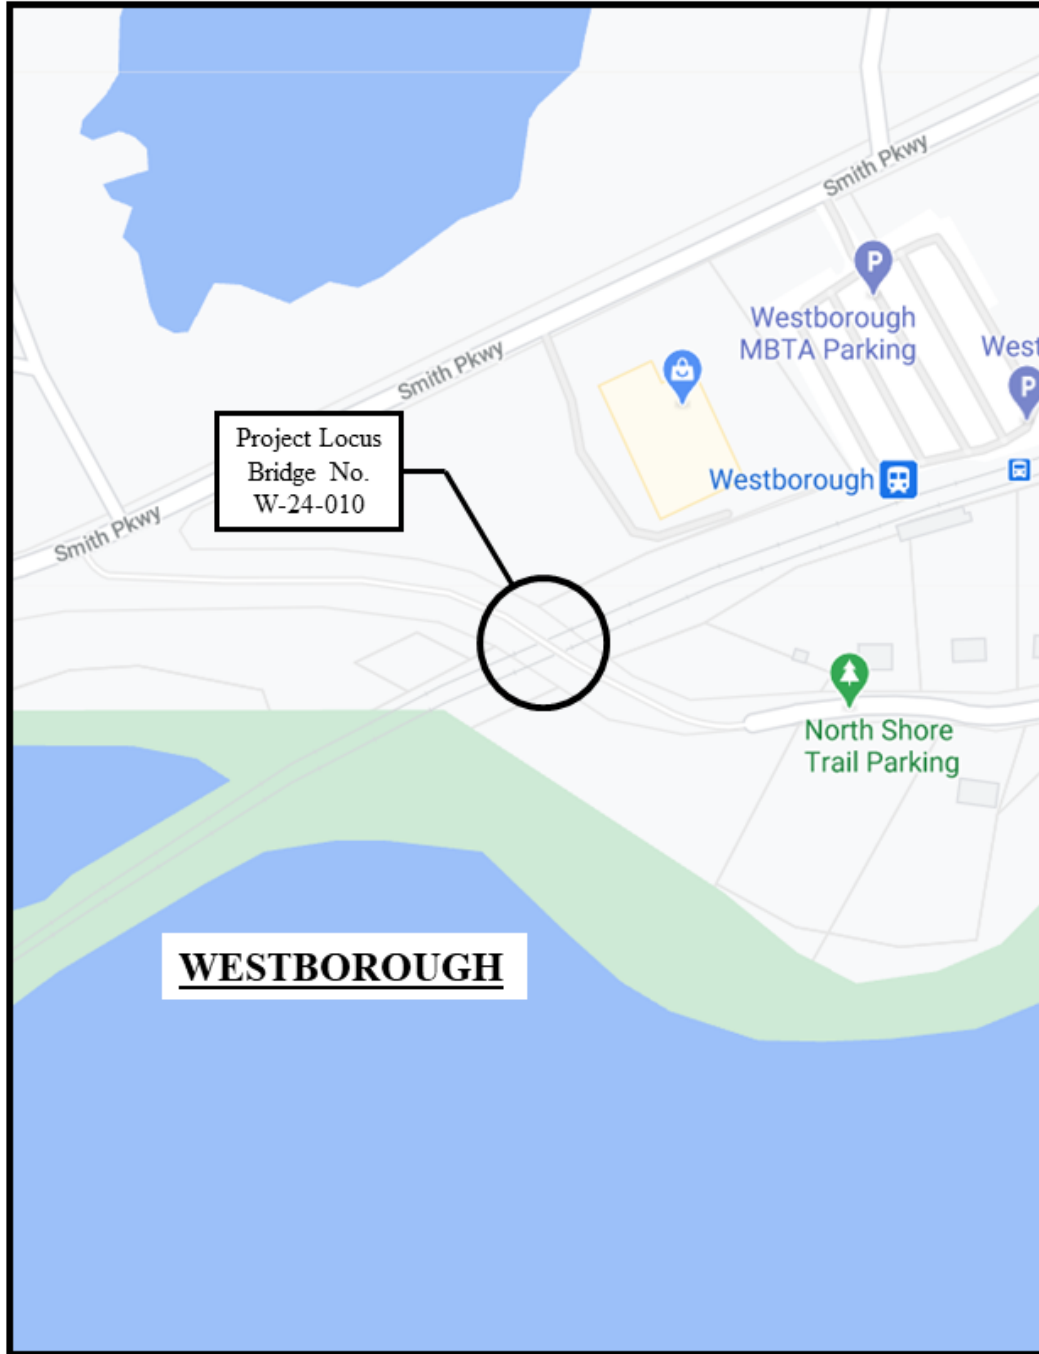 Smith Pkwy
P
Westborough
MBTA Parking
West
P
Smith Pkwy
Project Locus
Bridge No.
W-24-010
Westborough
Smith Pkwy
North Shore
Trail Parking
WESTBOROUGH